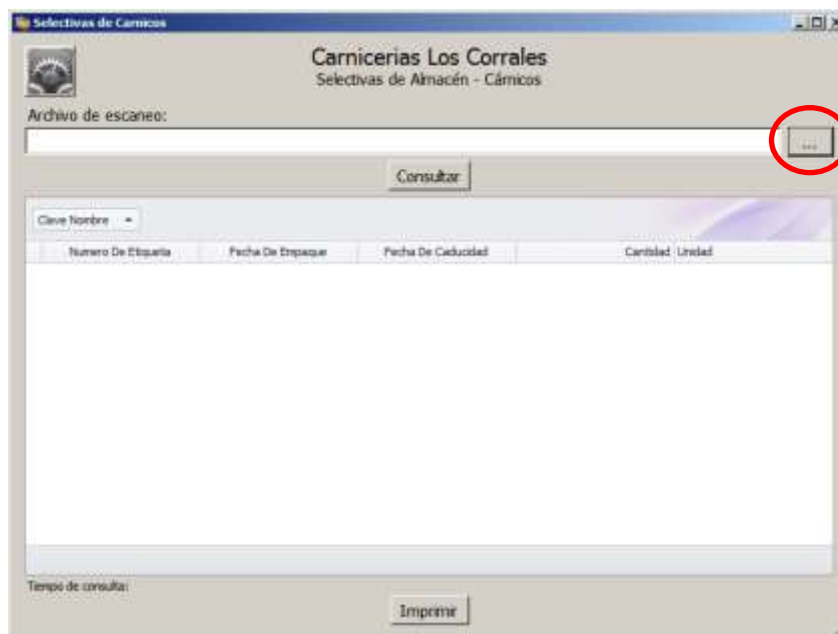 Selectivas de Carnicos
Carnicerias Los Corrales
Selectivas de Almacén - Cárnicos
Archivo de escaneo:
...
Consultar
Clave Nombre
Numero De Etiqueta Fecha De Empaque Fecha De Caducidad Cantidad Unidad
Tiempo de consulta:
Imprimir